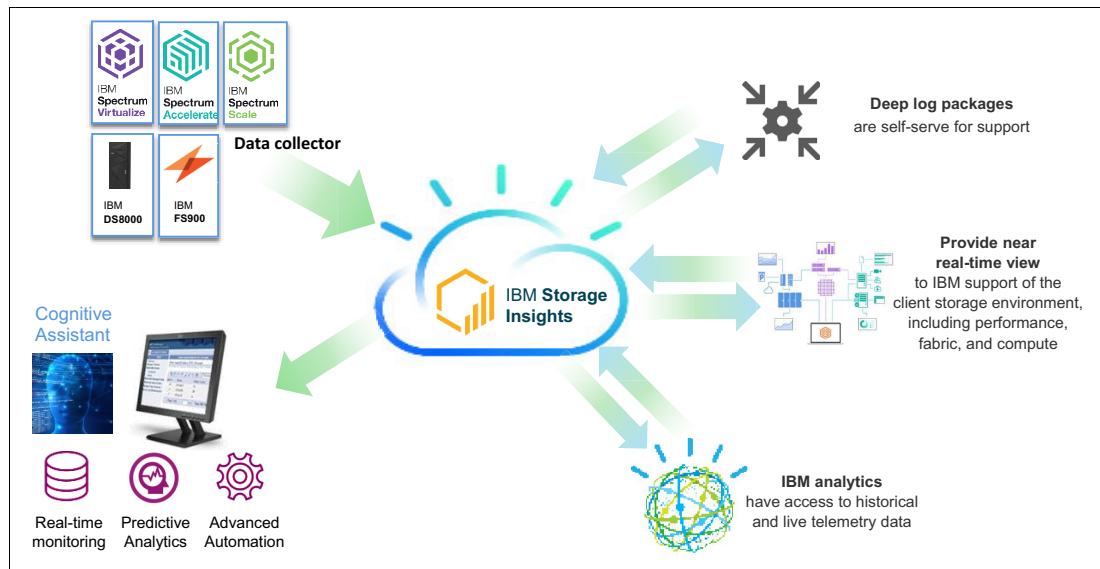 IBM
Spectrum
Virtualize
IBM
Spectrum
Accelerate
IBM
Spectrum
Scale
IBM
DS8000
IBM
FS900
Data collector
Deep log packages
are self-serve for support
IBM Storage
Insights
Provide near
real-time view
to IBM support of the
client storage environment,
including performance,
fabric, and compute
Cognitive
Assistant
Real-time
monitoring
Predictive
Analytics
Advanced
Automation
IBM analytics
have access to historical
and live telemetry data